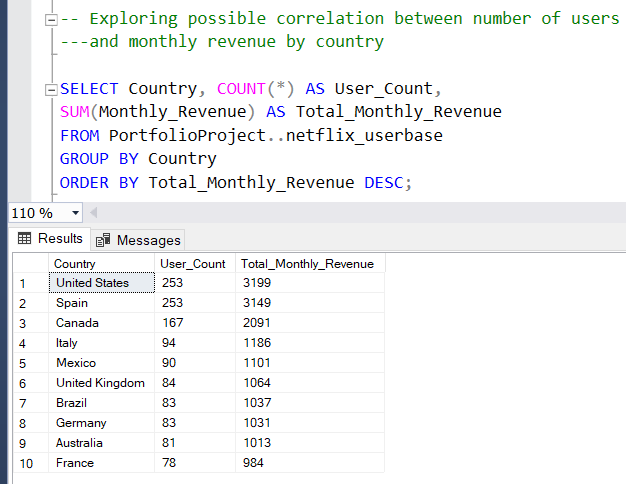 -- Exploring possible correlation between number of users
---and monthly revenue by country
SELECT Country, COUNT(*) AS User_Count,
SUM(Monthly_Revenue) AS Total_Monthly_Revenue
FROM PortfolioProject..netflix_userbase
GROUP BY Country
ORDER BY Total_Monthly_Revenue DESC;
110 %
Results Messages
Country User_Count Total_Monthly_Revenue
1 United States 253 3199
2 Spain 253 3149
3 Canada 167 2091
4 Italy 94 1186
5 Mexico 90 1101
6 United Kingdom 84 1064
7 Brazil 83 1037
8 Germany 83 1031
9 Australia 81 1013
10 France 78 984